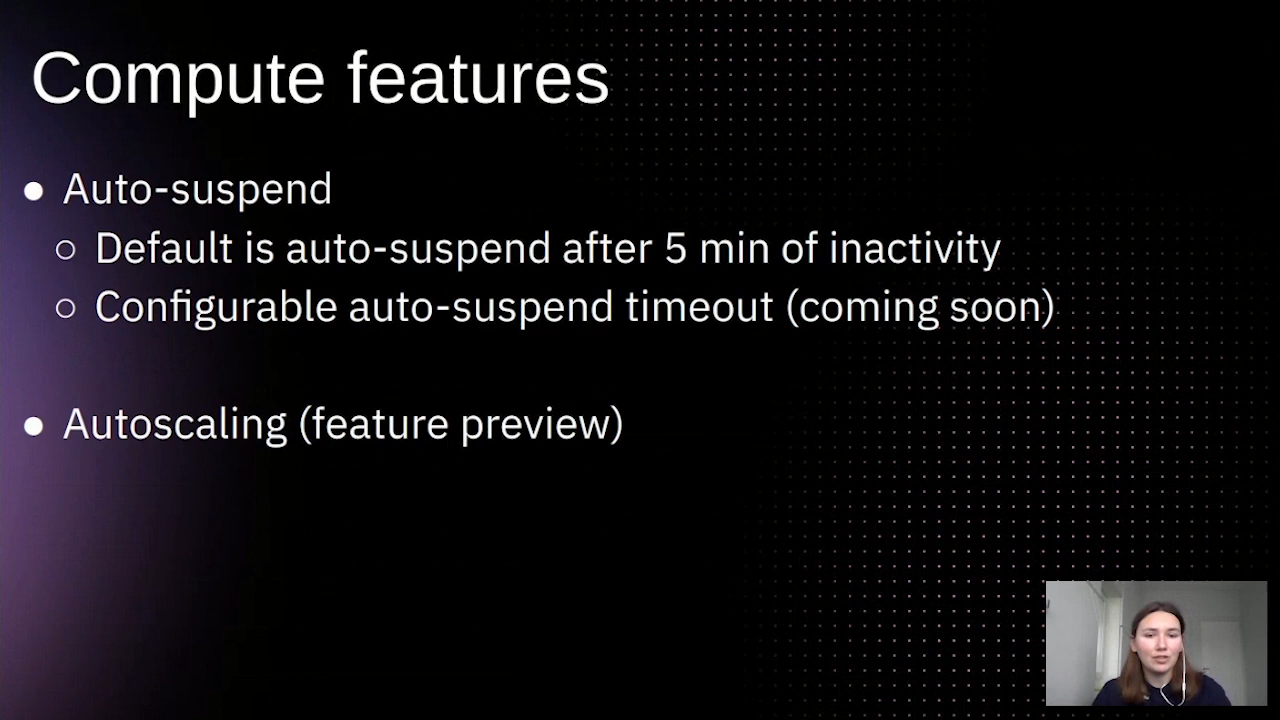 Compute features
● Auto-suspend
○ Default is auto-suspend after 5 min of inactivity
○ Configurable auto-suspend timeout (coming soon)
● Autoscaling (feature preview)